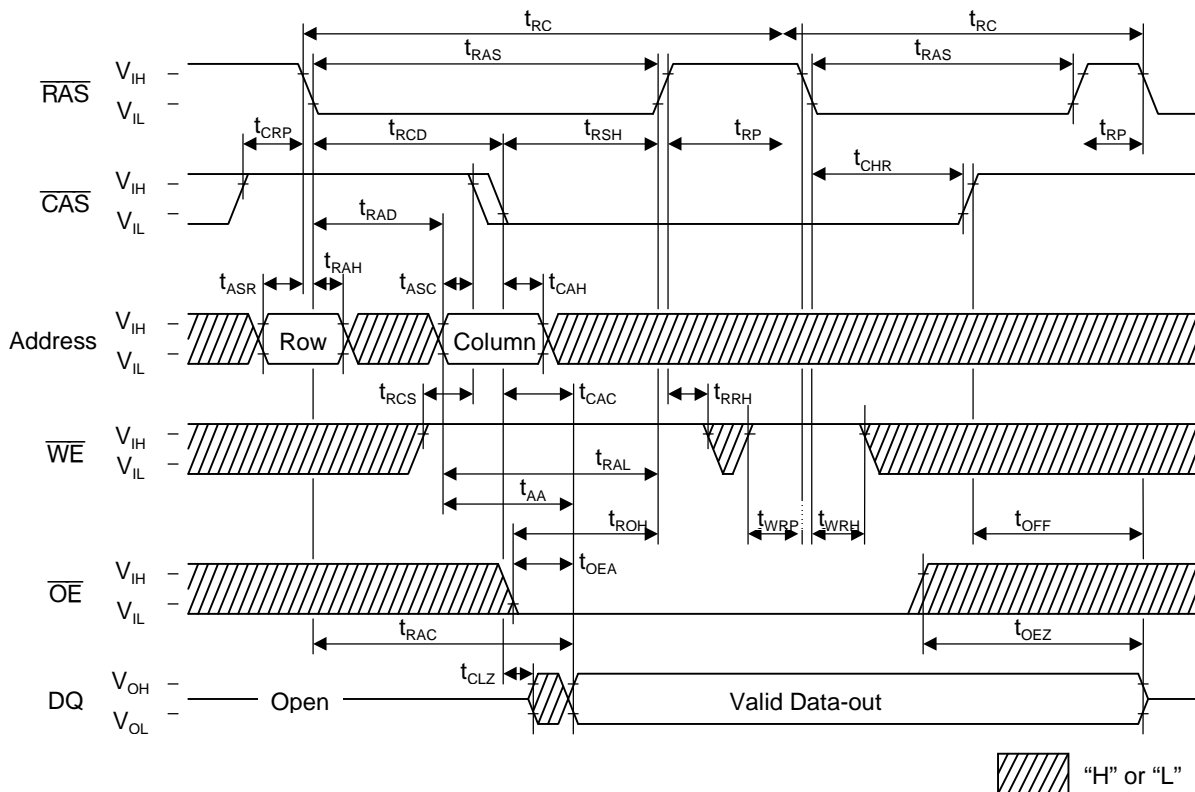 tRC tRC
tRAS tRAS
RAS VIH
VIL
tCRP tRCD tRSH tRP tRP
tCHR
CAS VIH
VIL
tRAD
tRAH
tASR tASC tCAH
Address VIH
VIL
Row Column
tRCS tCAC tRRH
WE VIH
VIL
tRAL
tAA
tROH tWRP tWRH tOFF
tOEA
OE VIH
VIL
tRAC tOEZ
tCLZ
DQ VOH
VOL
Open Valid Data-out
“H” or “L”